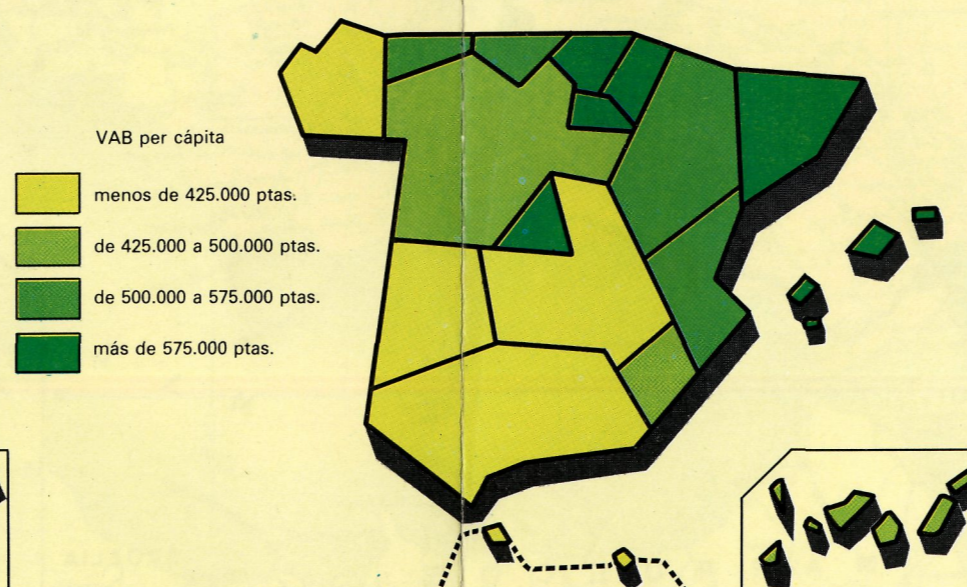 VAB per cápita
menos de 425.000 ptas.
de 425.000 a 500.000 ptas.
de 500.000 a 575.000 ptas.
más de 575.000 ptas.